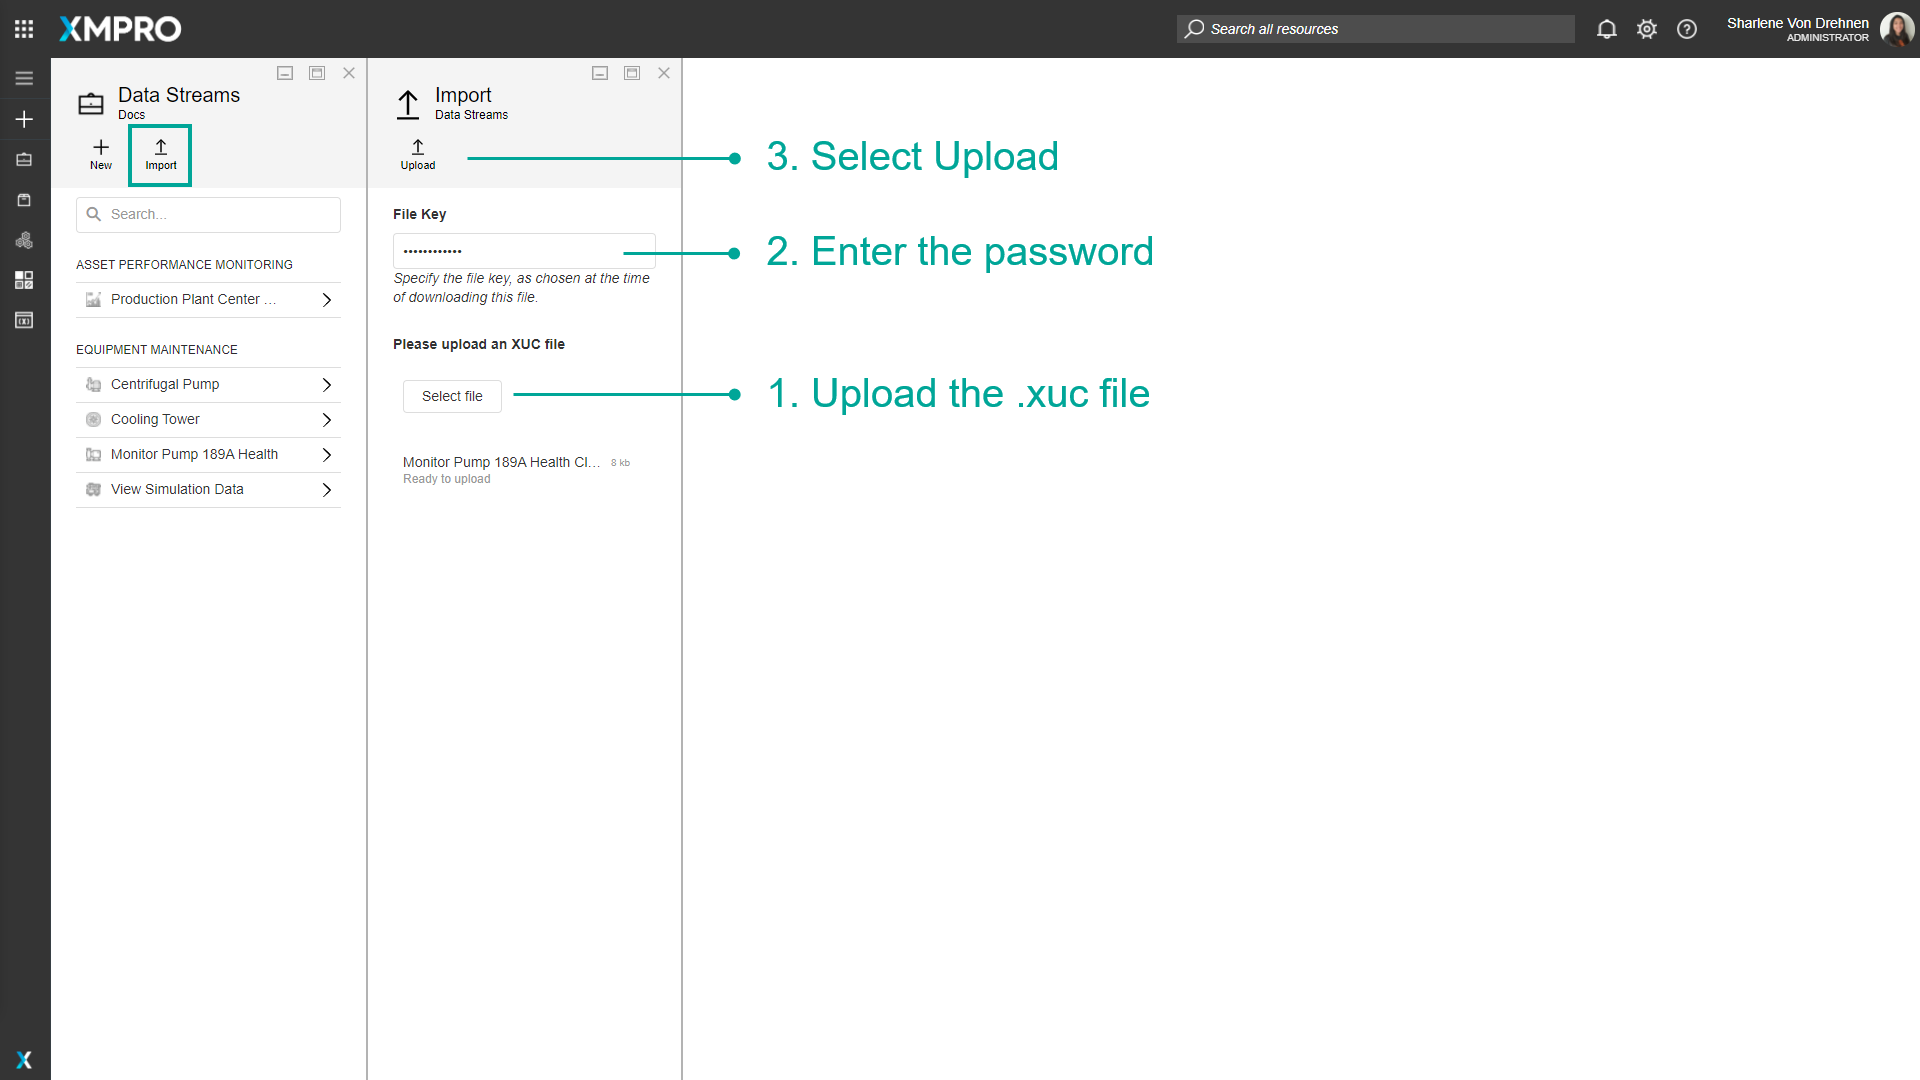 XMPRO
Search all resources
Sharlene Von Drehnen
ADMINISTRATOR
Data Streams
Docs
New
Import
Search...
ASSET PERFORMANCE MONITORING
Production Plant Center ...
EQUIPMENT MAINTENANCE
Centrifugal Pump
Cooling Tower
Monitor Pump 189A Health
View Simulation Data
Import
Data Streams
Upload
File Key
••••••••••••
Specify the file key, as chosen at the time
of downloading this file.
Please upload an XUC file
Select file
Monitor Pump 189A Health Cl... 8 kb
Ready to upload
3. Select Upload
2. Enter the password
1. Upload the .xuc file